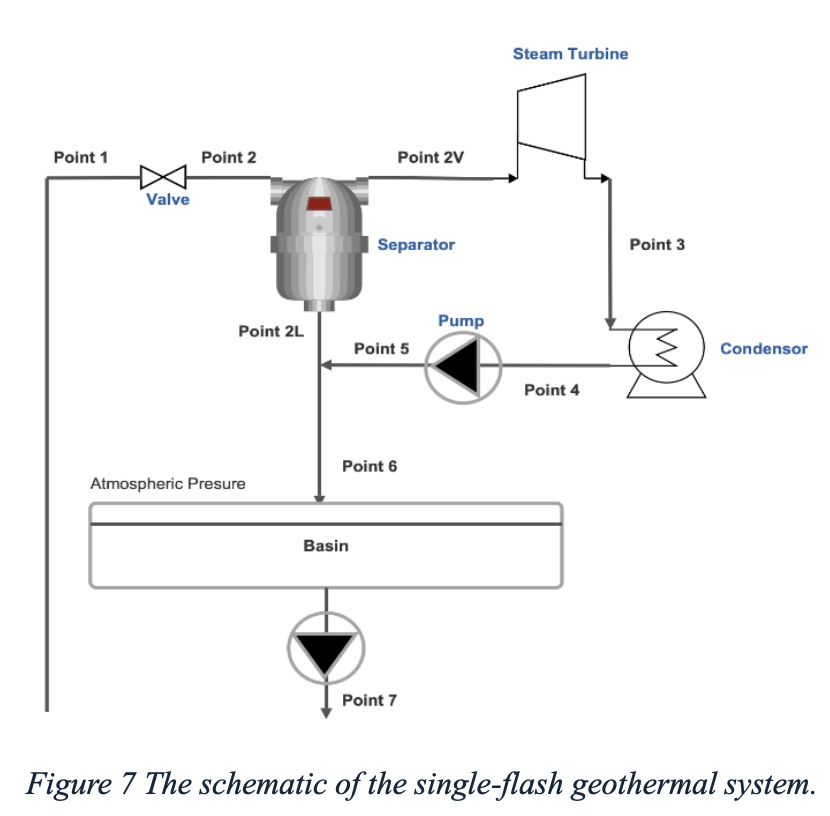 Steam Turbine
Point 1
Point 2
Point 2V
Valve
Separator
Point 3
Point 2L
Pump
Point 5
Condensor
Point 4
Point 6
Atmospheric Presure
Basin
Point 7
Figure 7 The schematic of the single-flash geothermal system.